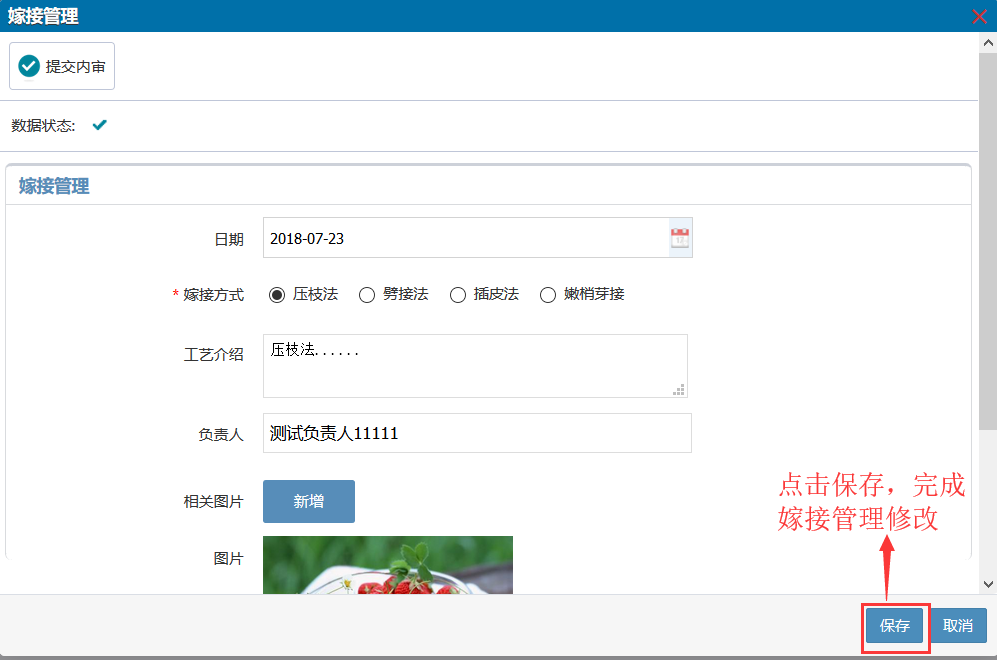 嫁接管理
提交内审
数据状态:
嫁接管理
日期 2018-07-23
* 嫁接方式 压枝法 劈接法 插皮法 嫩梢芽接
工艺介绍 压枝法......
负责人 测试负责人11111
相关图片 新增
图片
点击保存，完成
嫁接管理修改
保存 取消